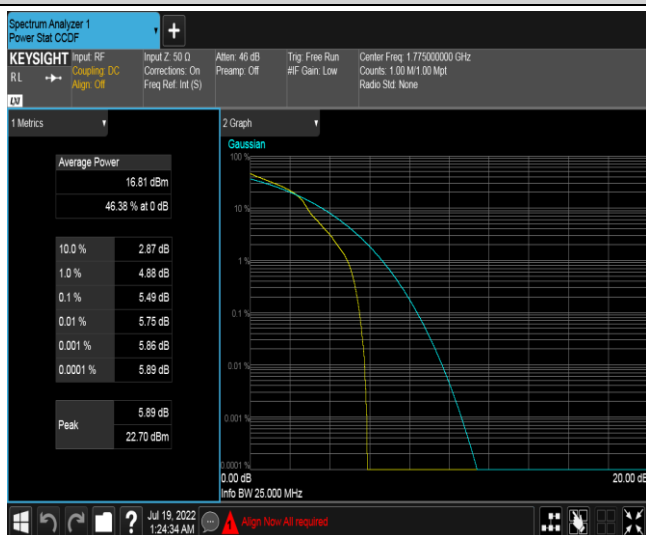 Spectrum Analyzer 1
Power Stat CCDF
+
KEYSIGHT
RL
LXI
Input: RF
Coupling: DC
Align: Off
Input Z: 50 Ω
Corrections: On
Freq Ref: Int (S)
Atten: 46 dB
Preamp: Off
Trig: Free Run
#IF Gain: Low
Center Freq: 1.775000000 GHz
Counts: 1.00 M/1.00 Mpt
Radio Std: None
1 Metrics
Average Power
16.81 dBm
46.38 % at 0 dB
10.0 % 2.87 dB
1.0 % 4.88 dB
0.1 % 5.49 dB
0.01 % 5.75 dB
0.001 % 5.86 dB
0.0001 % 5.89 dB
Peak
5.89 dB
22.70 dBm
2 Graph
Gaussian
100 %
10 %
1 %
0.1 %
0.01 %
0.001 %
0.0001 %
0.00 dB
20.00 dB
Info BW 25.000 MHz
?
Jul 19, 2022
1:24:34 AM
Align Now All required